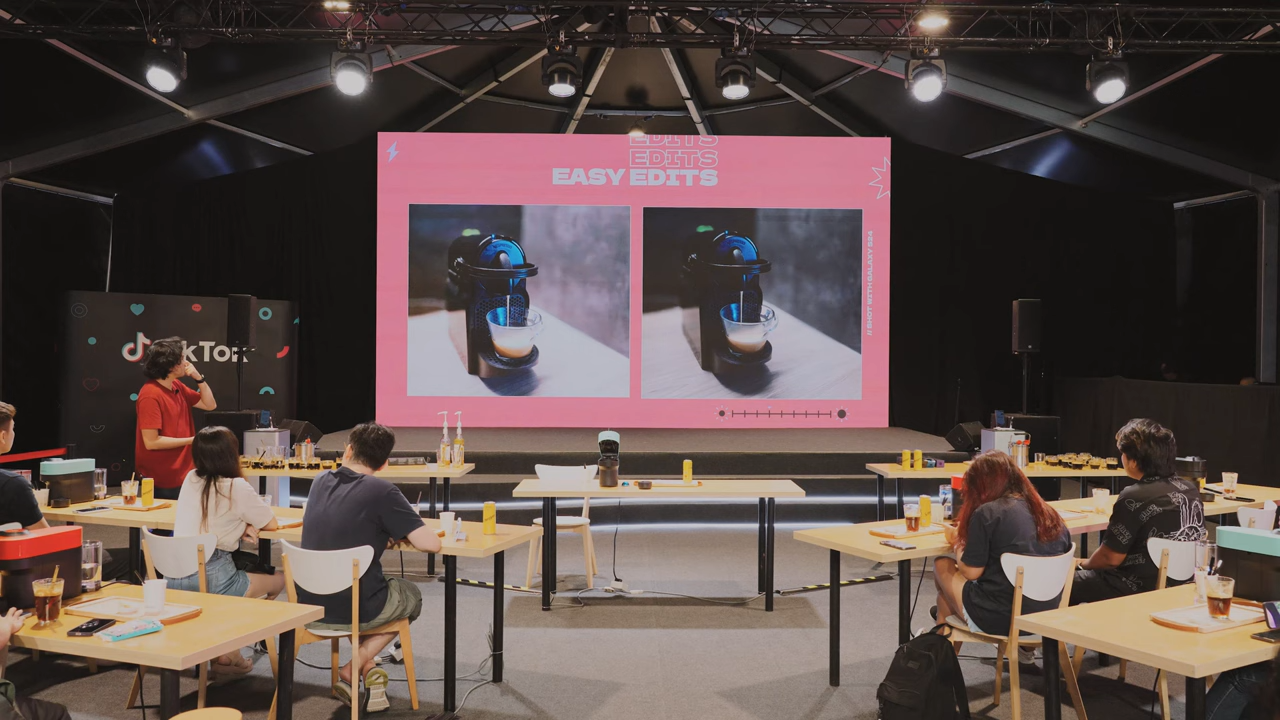 EDITS
EDITS
EASY EDITS
// SHOT WITH GALAXY S24
TikTok